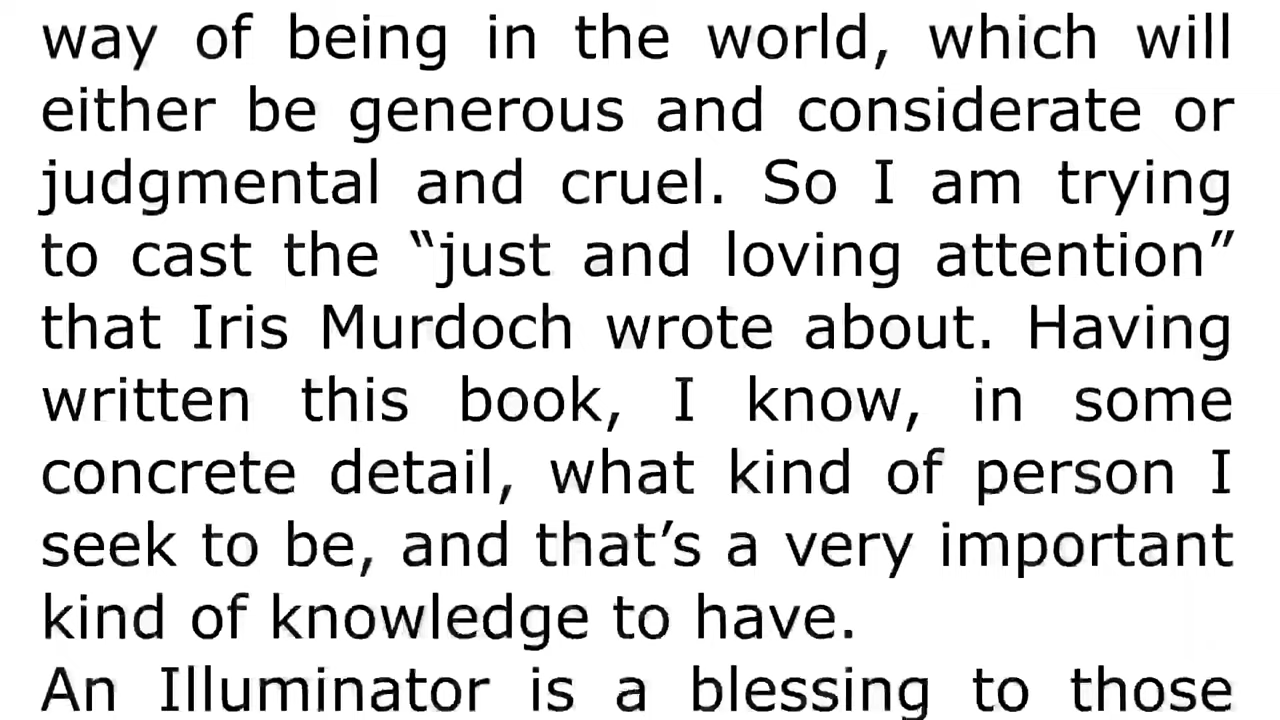 way of being in the world, which will
either be generous and considerate or
judgmental and cruel. So I am trying
to cast the “just and loving attention”
that Iris Murdoch wrote about. Having
written this book, I know, in some
concrete detail, what kind of person I
seek to be, and that’s a very important
kind of knowledge to have.
An Illuminator is a blessing to those